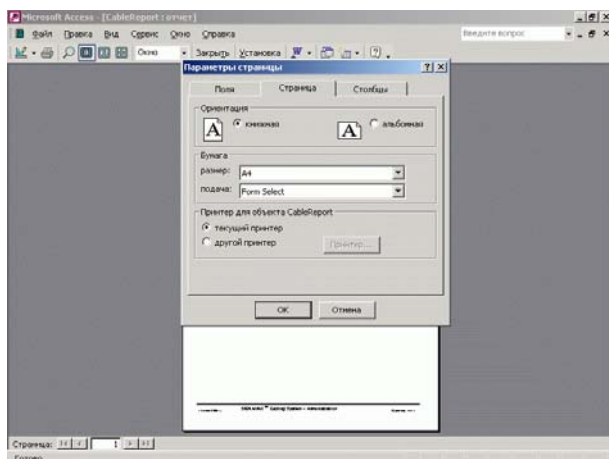 Microsoft Access - [CableReport : отчет]
Файл Правка Вид Сервис Окно Справка
Введите вопрос
Окно Закрыть Установка
Параметры страницы
Поля Страница Столбцы
Ориентация
книжная альбомная
Бумага
размер: A4
подача: Form Select
Принтер для объекта CableReport
текущий принтер
другой принтер Принтер...
ОК Отмена
Страница: 1
Готово